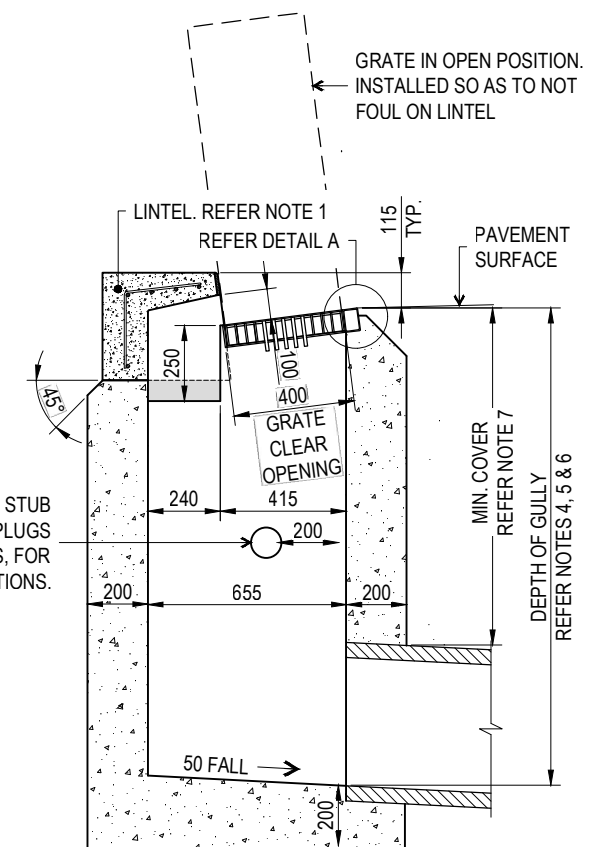 GRATE IN OPEN POSITION.
INSTALLED SO AS TO NOT
FOUL ON LINTEL
LINTEL. REFER NOTE 1
REFER DETAIL A
115
TYP.
PAVEMENT
SURFACE
250
100
45°
400
GRATE
CLEAR
OPENING
240
415
MIN. COVER
REFER NOTE 7
DEPTH OF GULLY
REFER NOTES 4, 5 & 6
STUB
PLUGS
S, FOR
TIONS.
200
200
655
200
50 FALL
200